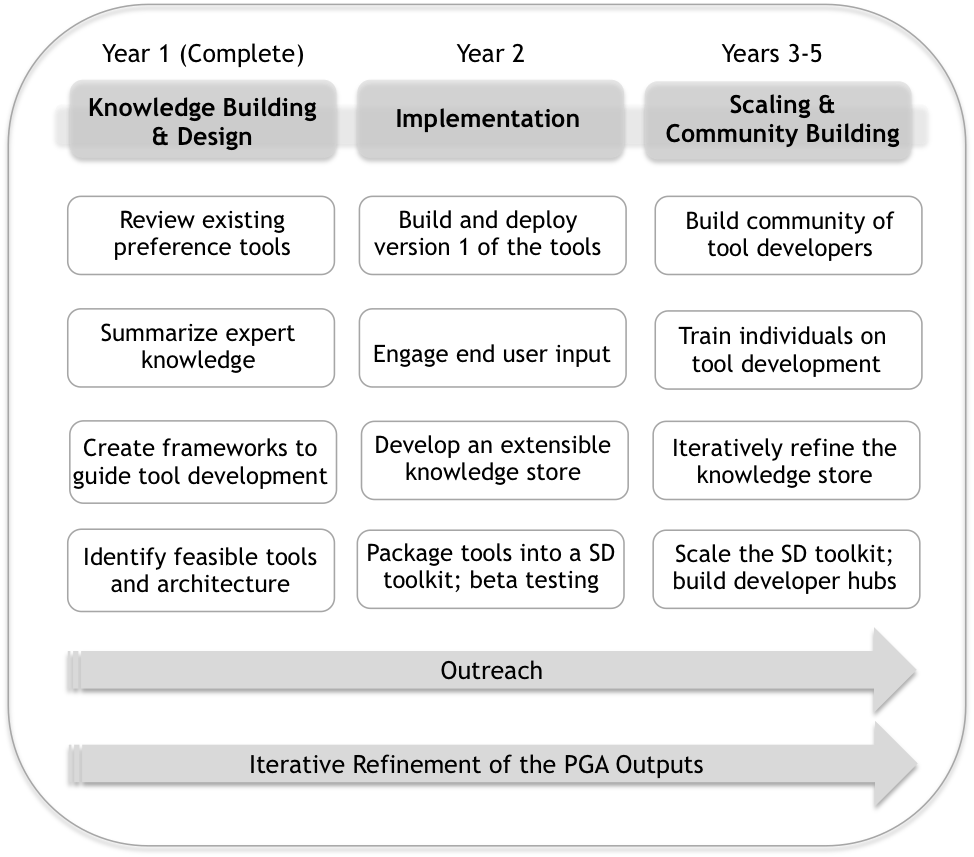 Year 1 (Complete)
Year 2
Years 3-5
Knowledge Building
& Design
Implementation
Scaling &
Community Building
Review existing
preference tools
Build and deploy
version 1 of the tools
Build community of
tool developers
Summarize expert
knowledge
Engage end user input
Train individuals on
tool development
Create frameworks to
guide tool development
Develop an extensible
knowledge store
Iteratively refine the
knowledge store
Identify feasible tools
and architecture
Package tools into a SD
toolkit; beta testing
Scale the SD toolkit;
build developer hubs
Outreach
Iterative Refinement of the PGA Outputs